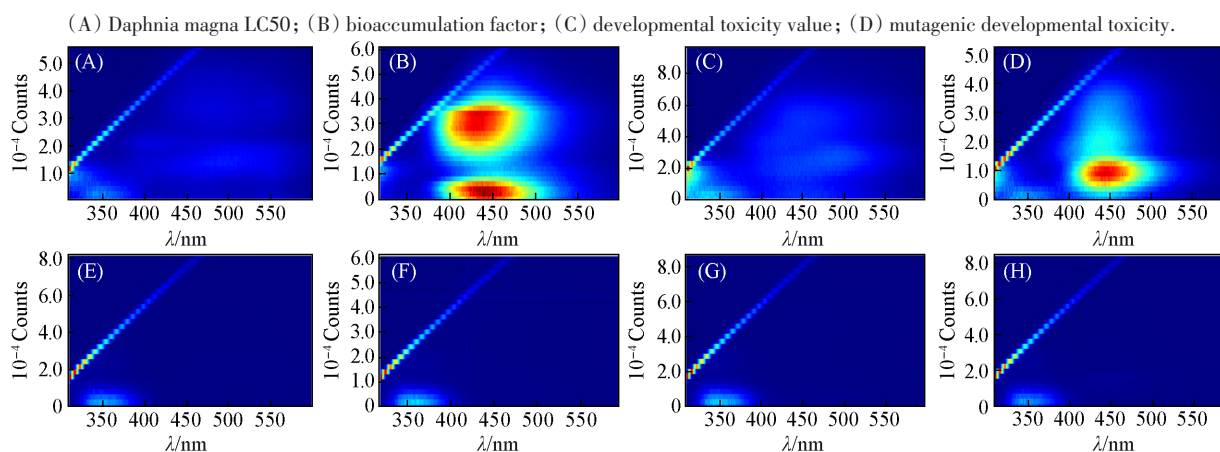 (A) Daphnia magna LC50; (B) bioaccumulation factor; (C) developmental toxicity value; (D) mutagenic developmental toxicity.
(A) (B) (C) (D)
10⁻⁴ Counts 5.0 4.0 3.0 2.0 1.0
10⁻⁴ Counts 6.0 5.0 4.0 3.0 2.0 1.0 0
10⁻⁴ Counts 8.0 6.0 4.0 2.0 0
10⁻⁴ Counts 5.0 4.0 3.0 2.0 1.0 0
350 400 450 500 550
350 400 450 500 550
350 400 450 500 550
350 400 450 500 550
λ/nm λ/nm λ/nm λ/nm
(E) (F) (G) (H)
10⁻⁴ Counts 8.0 6.0 4.0 2.0 0
10⁻⁴ Counts 6.0 5.0 4.0 3.0 2.0 1.0 0
10⁻⁴ Counts 8.0 6.0 4.0 2.0 0
10⁻⁴ Counts 8.0 6.0 4.0 2.0 0
350 400 450 500 550
350 400 450 500 550
350 400 450 500 550
350 400 450 500 550
λ/nm λ/nm λ/nm λ/nm